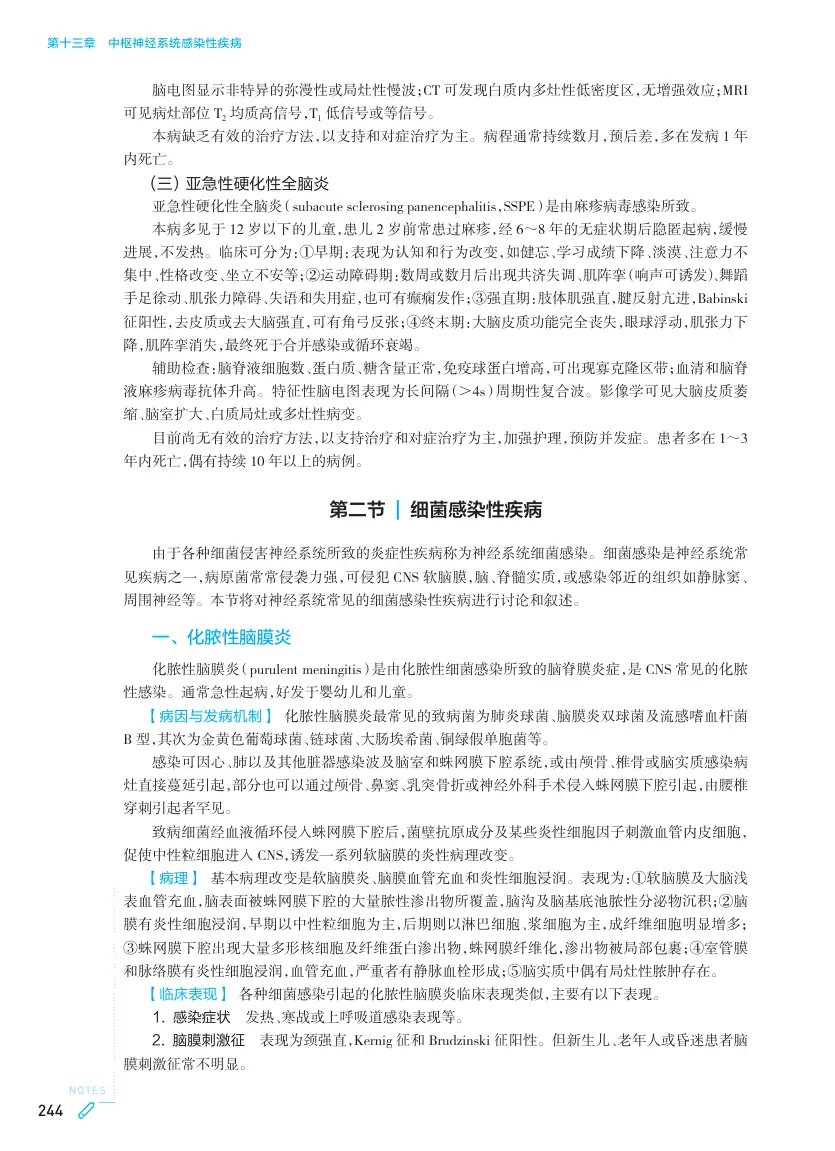 第十三章　中枢神经系统感染性疾病
脑电图显示非特异的弥漫性或局灶性慢波；CT 可发现白质内多灶性低密度区，无增强效应；MRI
可见病灶部位 T₂ 均质高信号，T₁ 低信号或等信号。
本病缺乏有效的治疗方法，以支持和对症治疗为主。病程通常持续数月，预后差，多在发病 1 年
内死亡。
（三）亚急性硬化性全脑炎
亚急性硬化性全脑炎（subacute sclerosing panencephalitis，SSPE）是由麻疹病毒感染所致。
本病多见于 12 岁以下的儿童，患儿 2 岁前常患过麻疹，经 6～8 年的无症状期后隐匿起病，缓慢
进展，不发热。临床可分为：①早期：表现为认知和行为改变，如健忘、学习成绩下降、淡漠、注意力不
集中、性格改变、坐立不安等；②运动障碍期：数周或数月后出现共济失调、肌阵挛（响声可诱发）、舞蹈
手足徐动、肌张力障碍、失语和失用症，也可有癫痫发作；③强直期：肢体肌强直，腱反射亢进，Babinski
征阳性，去皮质或去大脑强直，可有角弓反张；④终末期：大脑皮质功能完全丧失，眼球浮动，肌张力下
降，肌阵挛消失，最终死于合并感染或循环衰竭。
辅助检查：脑脊液细胞数、蛋白质、糖含量正常，免疫球蛋白增高，可出现寡克隆区带；血清和脑脊
液麻疹病毒抗体升高。特征性脑电图表现为长间隔（＞4s）周期性复合波。影像学可见大脑皮质萎
缩、脑室扩大、白质局灶或多灶性病变。
目前尚无有效的治疗方法，以支持治疗和对症治疗为主，加强护理，预防并发症。患者多在 1～3
年内死亡，偶有持续 10 年以上的病例。
第二节 | 细菌感染性疾病
由于各种细菌侵害神经系统所致的炎症性疾病称为神经系统细菌感染。细菌感染是神经系统常
见疾病之一，病原菌常常侵袭力强，可侵犯 CNS 软脑膜，脑、脊髓实质，或感染邻近的组织如静脉窦、
周围神经等。本节将对神经系统常见的细菌感染性疾病进行讨论和叙述。
一、化脓性脑膜炎
化脓性脑膜炎（purulent meningitis）是由化脓性细菌感染所致的脑脊膜炎症，是 CNS 常见的化脓
性感染。通常急性起病，好发于婴幼儿和儿童。
【病因与发病机制】 化脓性脑膜炎最常见的致病菌为肺炎球菌、脑膜炎双球菌及流感嗜血杆菌
B 型，其次为金黄色葡萄球菌、链球菌、大肠埃希菌、铜绿假单胞菌等。
感染可因心、肺以及其他脏器感染波及脑室和蛛网膜下腔系统，或由颅骨、椎骨或脑实质感染病
灶直接蔓延引起，部分也可以通过颅骨、鼻窦、乳突骨折或神经外科手术侵入蛛网膜下腔引起，由腰椎
穿刺引起者罕见。
致病细菌经血液循环侵入蛛网膜下腔后，菌壁抗原成分及某些炎性细胞因子刺激血管内皮细胞，
促使中性粒细胞进入 CNS，诱发一系列软脑膜的炎性病理改变。
【病理】 基本病理改变是软脑膜炎、脑膜血管充血和炎性细胞浸润。表现为：①软脑膜及大脑浅
表血管充血，脑表面被蛛网膜下腔的大量脓性渗出物所覆盖，脑沟及脑基底池脓性分泌物沉积；②脑
膜有炎性细胞浸润，早期以中性粒细胞为主，后期则以淋巴细胞、浆细胞为主，成纤维细胞明显增多；
③蛛网膜下腔出现大量多形核细胞及纤维蛋白渗出物，蛛网膜纤维化，渗出物被局部包裹；④室管膜
和脉络膜有炎性细胞浸润，血管充血，严重者有静脉血栓形成；⑤脑实质中偶有局灶性脓肿存在。
【临床表现】 各种细菌感染引起的化脓性脑膜炎临床表现类似，主要有以下表现。
1. 感染症状　发热、寒战或上呼吸道感染表现等。
2. 脑膜刺激征　表现为颈强直，Kernig 征和 Brudzinski 征阳性。但新生儿、老年人或昏迷患者脑
膜刺激征常不明显。
NOTES
244